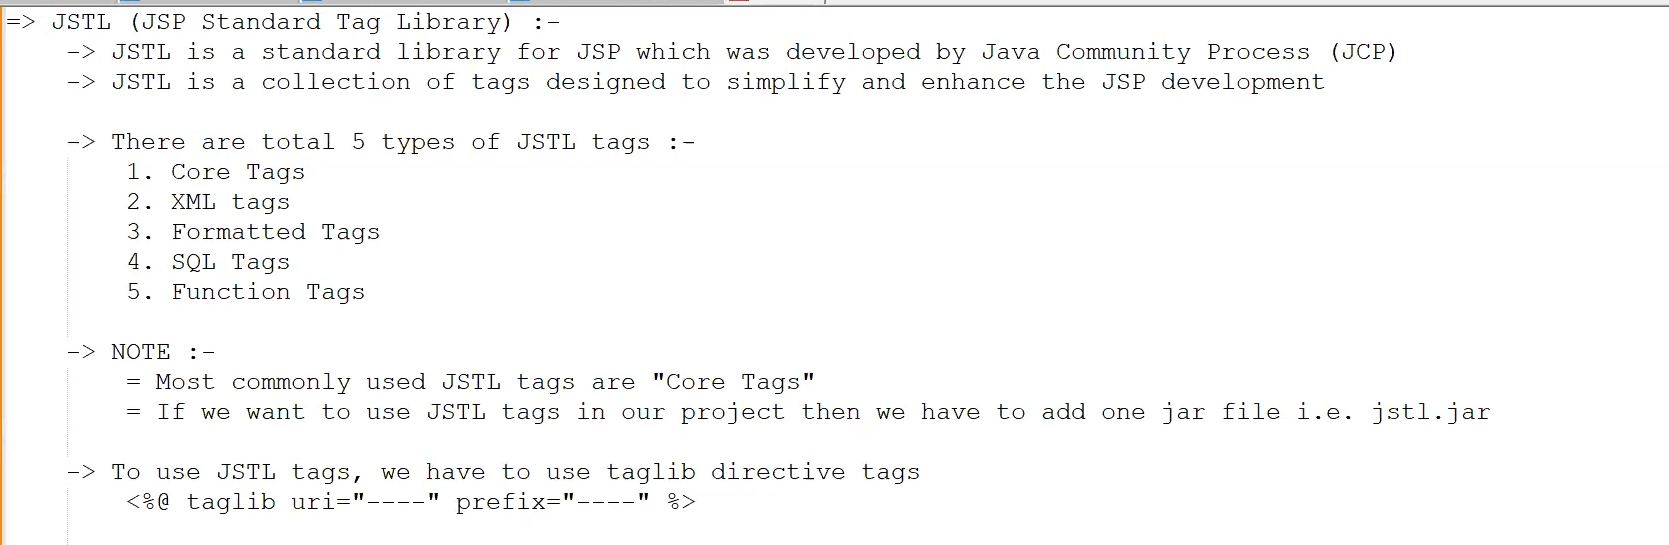 => JSTL (JSP Standard Tag Library) :-
-> JSTL is a standard library for JSP which was developed by Java Community Process (JCP)
-> JSTL is a collection of tags designed to simplify and enhance the JSP development
-> There are total 5 types of JSTL tags :-
1. Core Tags
2. XML tags
3. Formatted Tags
4. SQL Tags
5. Function Tags
-> NOTE :-
= Most commonly used JSTL tags are "Core Tags"
= If we want to use JSTL tags in our project then we have to add one jar file i.e. jstl.jar
-> To use JSTL tags, we have to use taglib directive tags
<%@ taglib uri="----" prefix="----" %>